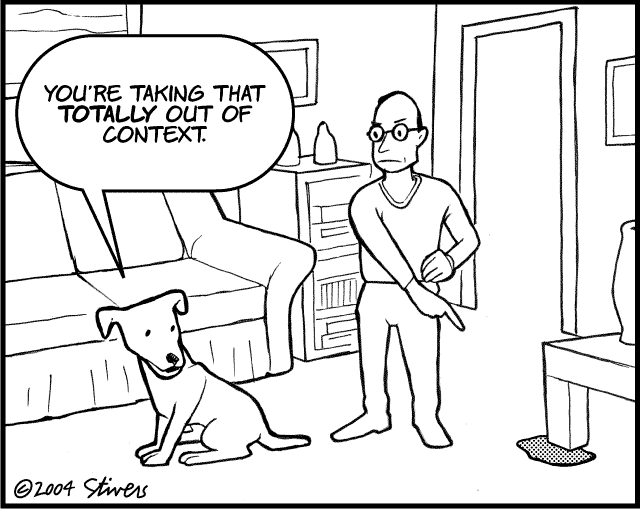 YOU'RE TAKING THAT
TOTALLY OUT OF
CONTEXT.
©2004 Stivers